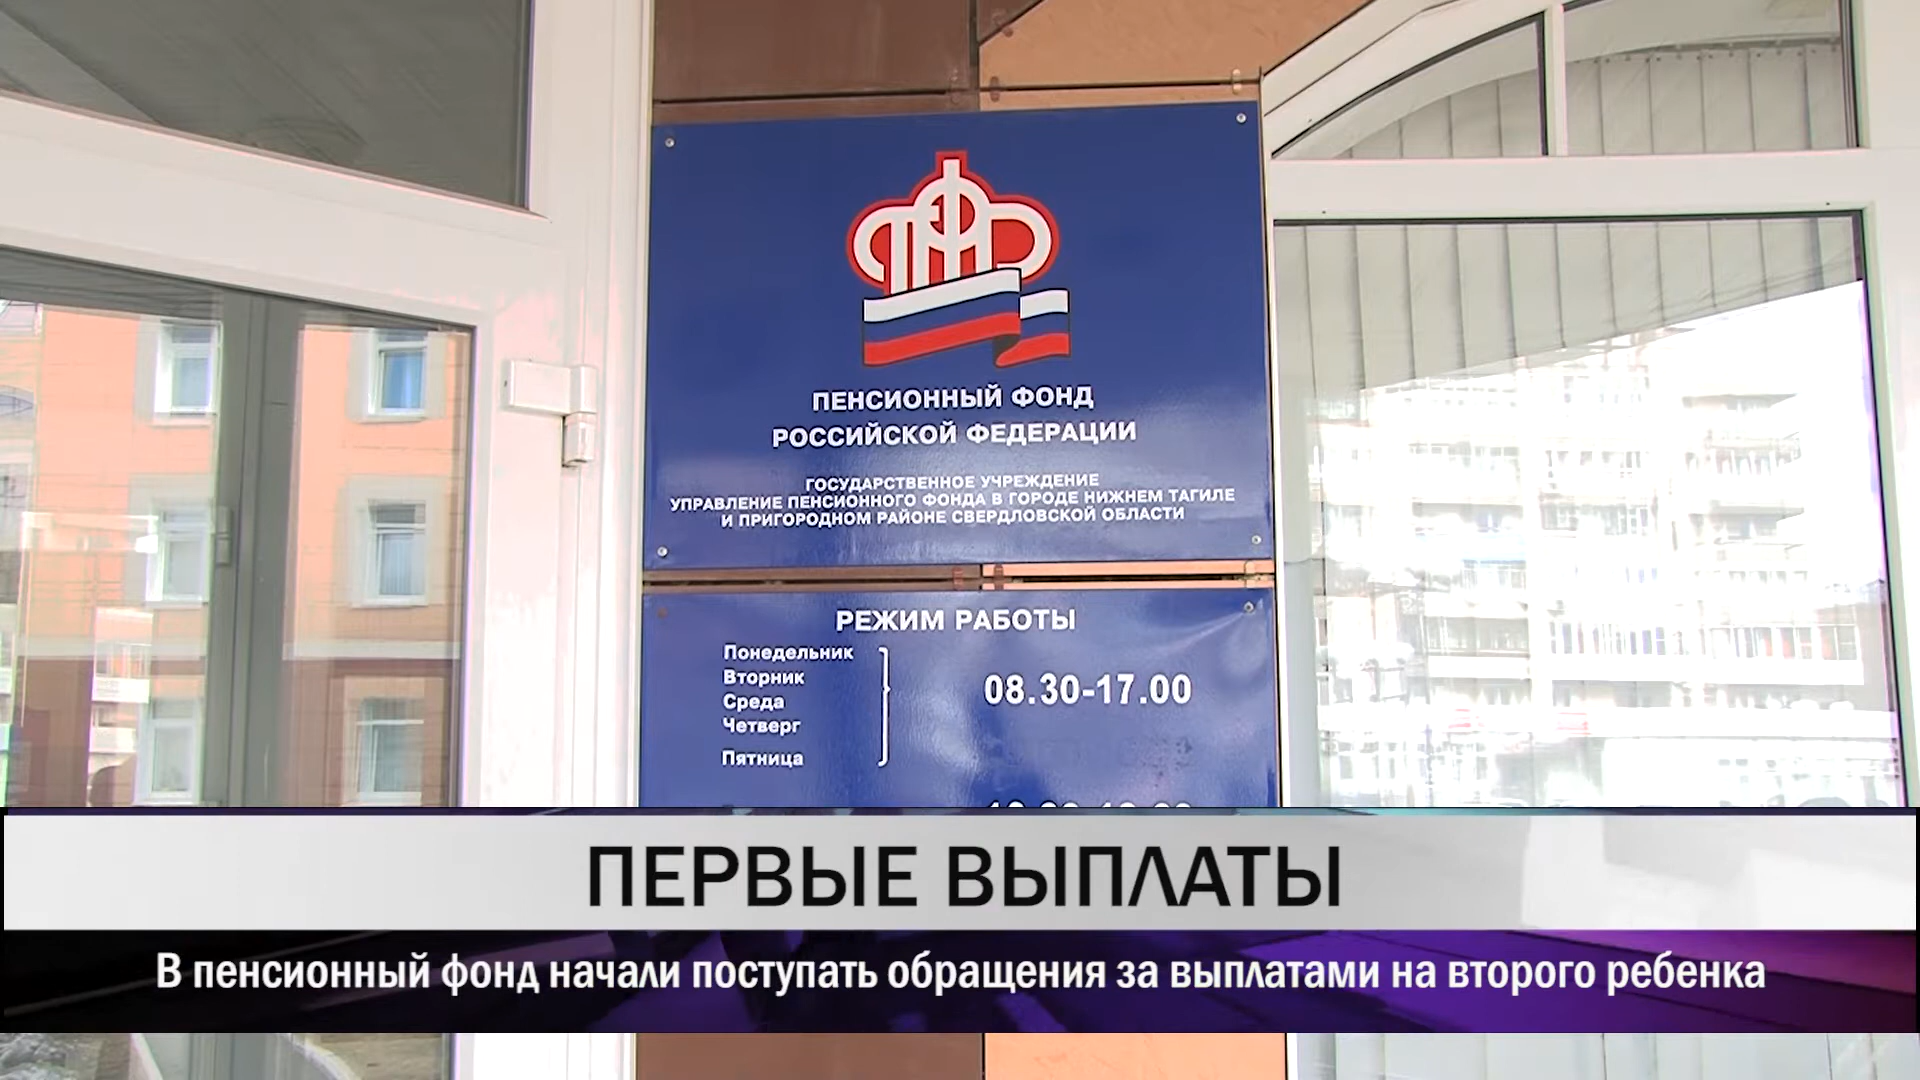 ПФР
ПЕНСИОННЫЙ ФОНД
РОССИЙСКОЙ ФЕДЕРАЦИИ
ГОСУДАРСТВЕННОЕ УЧРЕЖДЕНИЕ
УПРАВЛЕНИЕ ПЕНСИОННОГО ФОНДА В ГОРОДЕ НИЖНЕМ ТАГИЛЕ
И ПРИГОРОДНОМ РАЙОНЕ СВЕРДЛОВСКОЙ ОБЛАСТИ
РЕЖИМ РАБОТЫ
Понедельник
Вторник
Среда
08.30-17.00
Четверг
Пятница
ПЕРВЫЕ ВЫПЛАТЫ
В пенсионный фонд начали поступать обращения за выплатами на второго ребенка